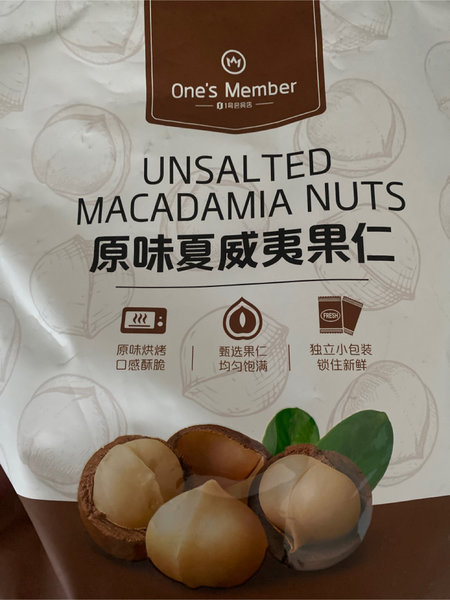 One's Member
1号会员店
UNSALTED
MACADAMIA NUTS
原味夏威夷果仁
FRESH
原味烘烤
口感酥脆
甄选果仁
均匀饱满
独立小包装
锁住新鲜